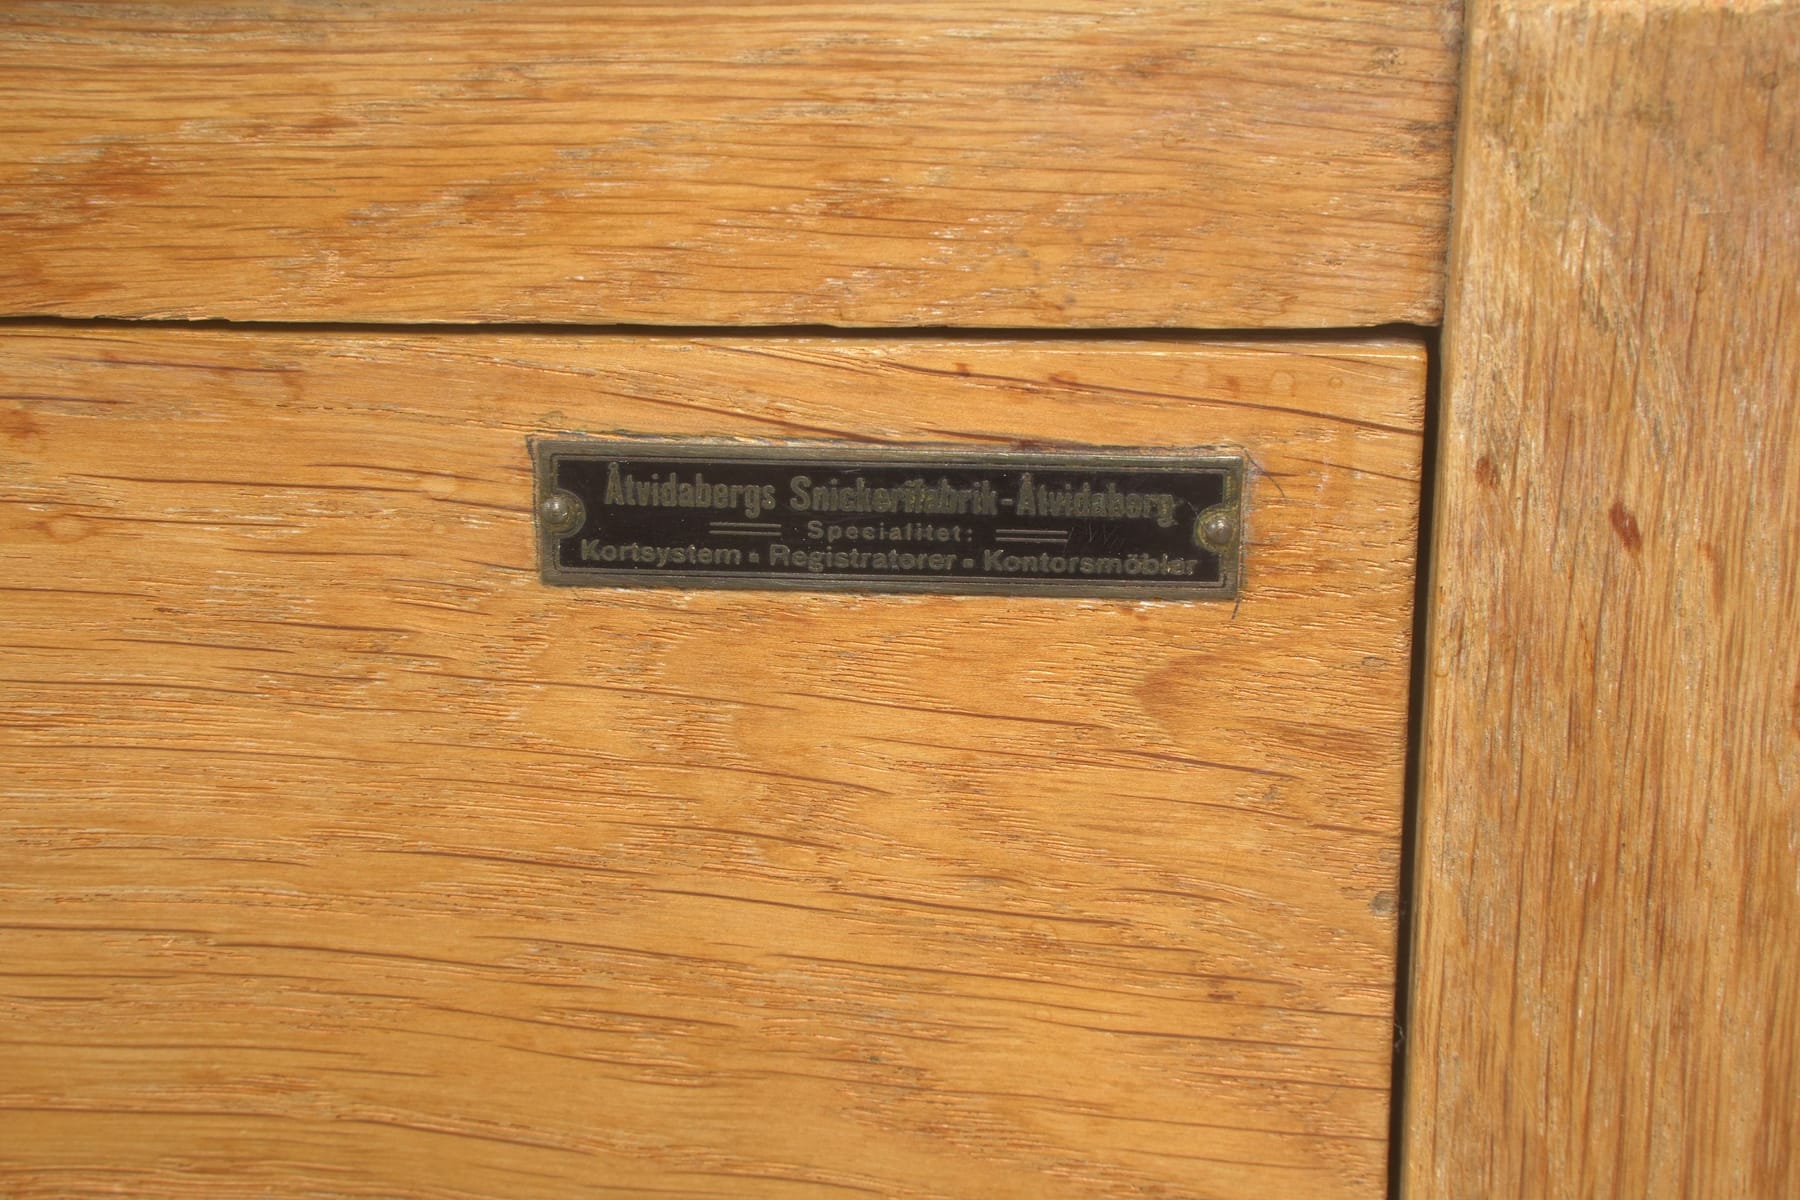 Åtvidabergs Snickerifabrik - Åtvidaberg
Specialitet:
Kortsystem - Registratorer - Kontorsmöbler